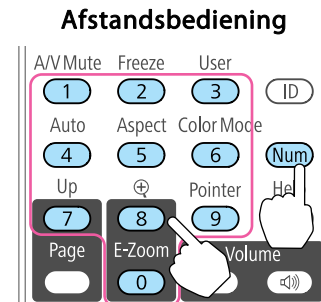 Afstandsbediening
A/V Mute Freeze User
1 2 3 ID
Auto Aspect Color Mode
4 5 6 Num
Up Pointer
7 8 9
Page E-Zoom Volume
0